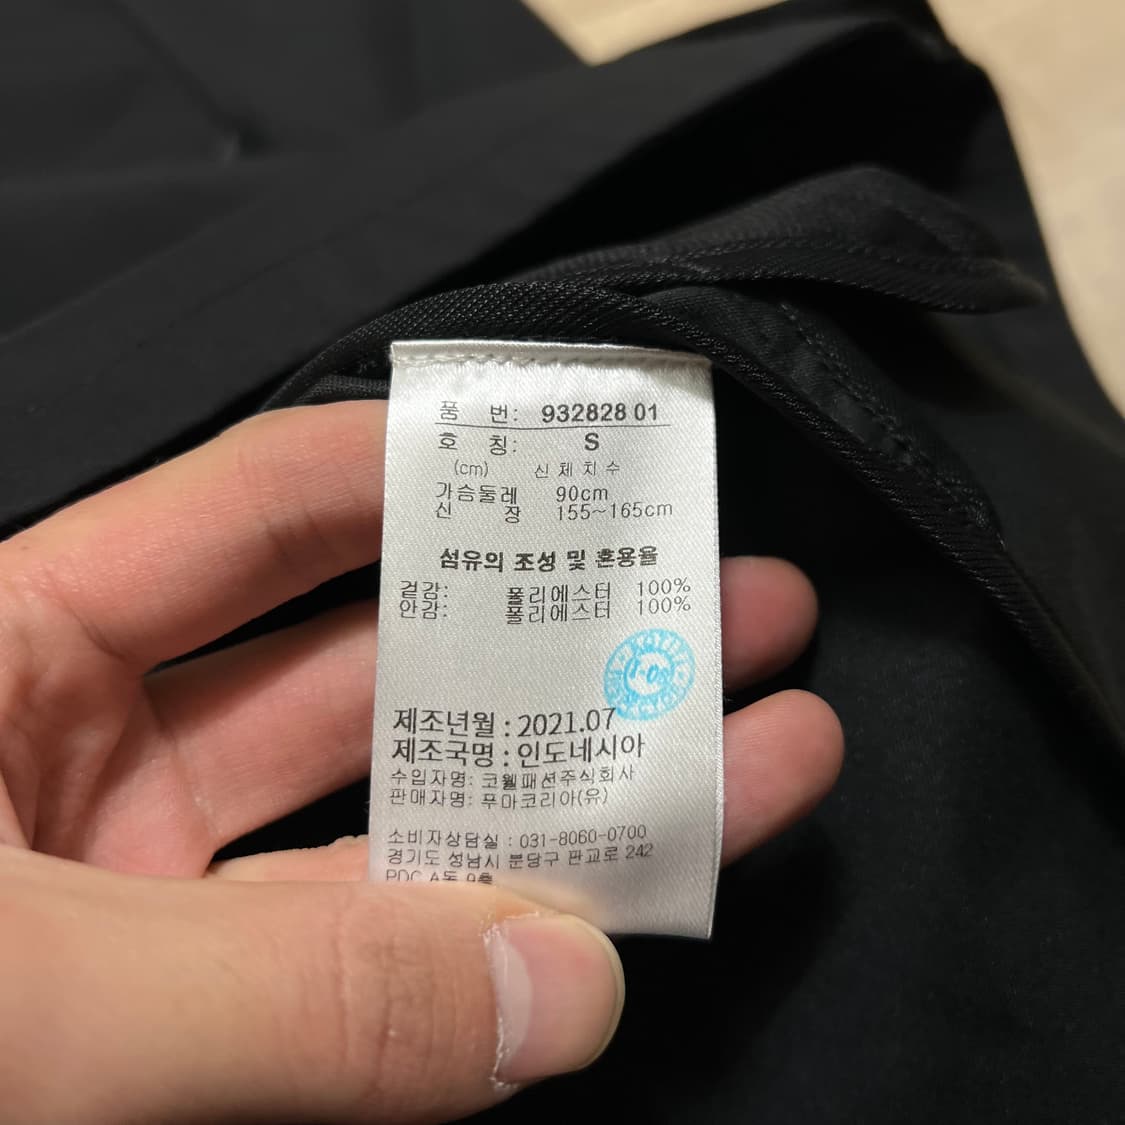 품 번: 932828 01
호 칭: S
(cm) 신체치수
가슴둘레 90cm
신 장 155~165cm
섬유의 조성 및 혼용율
겉감: 폴리에스터 100%
안감: 폴리에스터 100%
제조년월 : 2021.07
제조국명 : 인도네시아
수입자명: 코웰패션주식회사
판매자명: 푸마코리아(유)
소비자상담실 : 031-8060-0700
경기도 성남시 분당구 판교로 242
PDC A동 9층